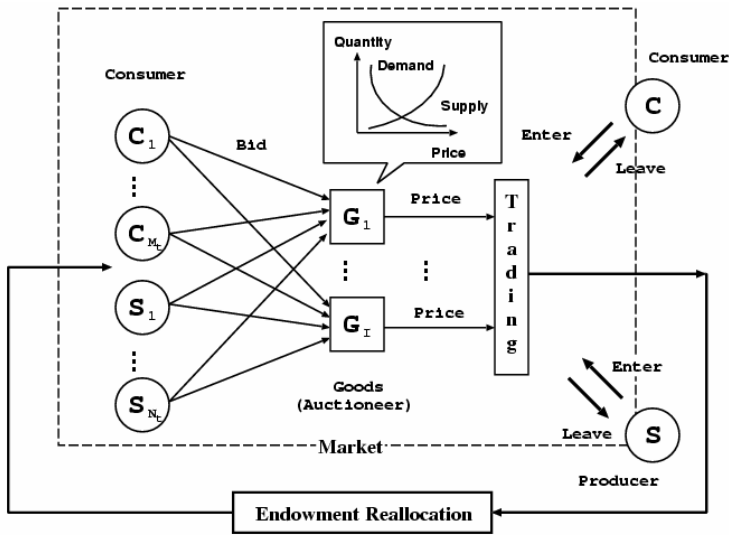 Quantity
Demand
Supply
Price
Consumer
Consumer
C
C1
Enter
Leave
Bid
G1
Price
Trading
CMt
S1
GI
Price
SNt
Goods
(Auctioneer)
Enter
Leave
S
Market
Producer
Endowment Reallocation